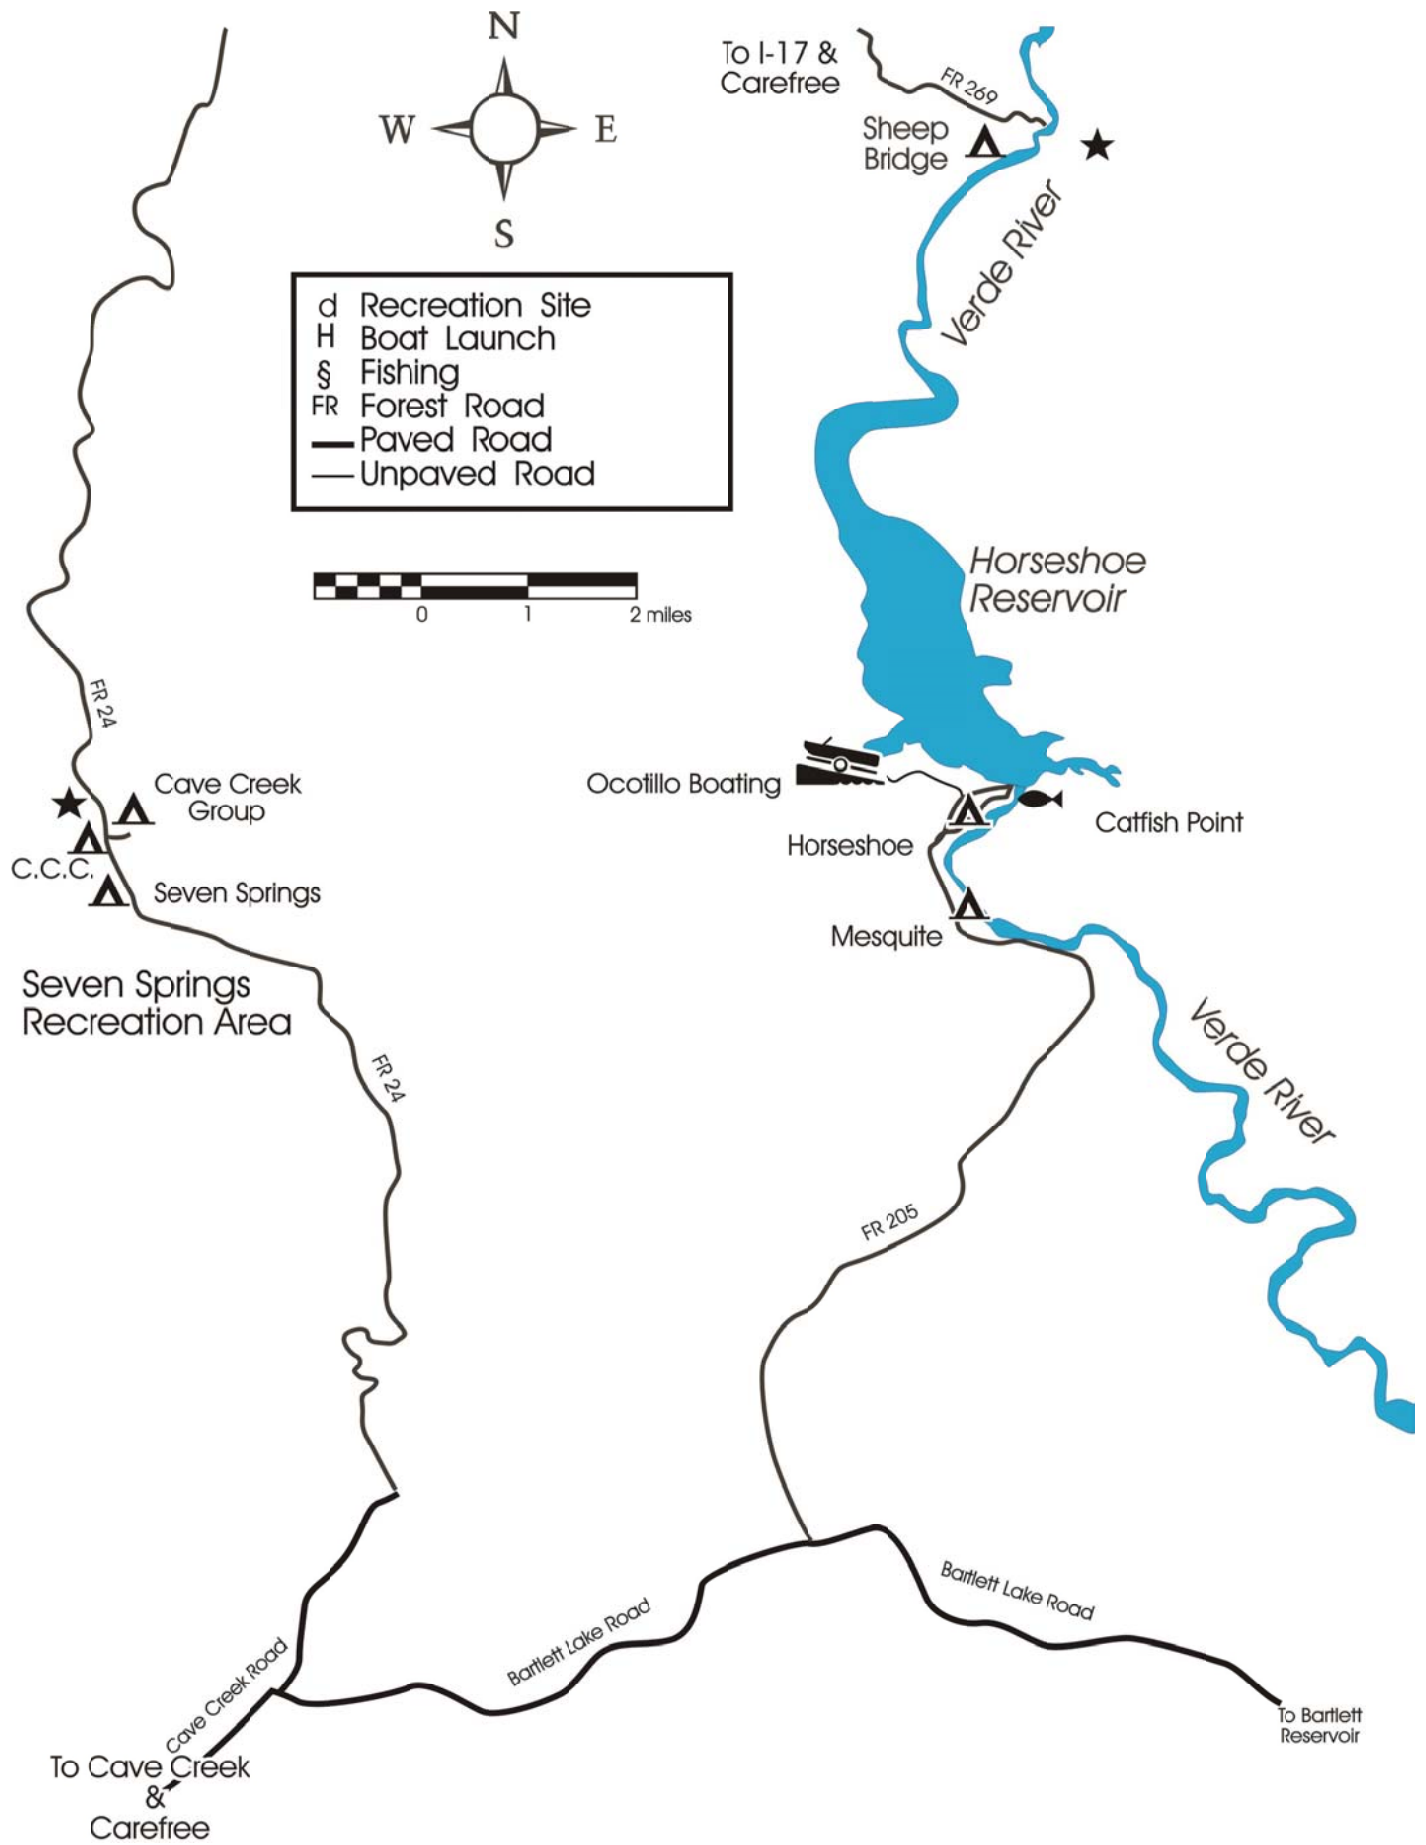 N
W E
S
To I-17 &
Carefree
FR 269
Sheep
Bridge
Verde River
d Recreation Site
H Boat Launch
§ Fishing
FR Forest Road
Paved Road
Unpaved Road
0 1 2 miles
Horseshoe
Reservoir
FR 24
Cave Creek
Group
C.C.C.
Seven Springs
Seven Springs
Recreation Area
Ocotillo Boating
Catfish Point
Horseshoe
Mesquite
Verde River
FR 24
FR 205
Bartlett Lake Road
Bartlett Lake Road
Cave Creek Road
To Bartlett
Reservoir
To Cave Creek
&
Carefree